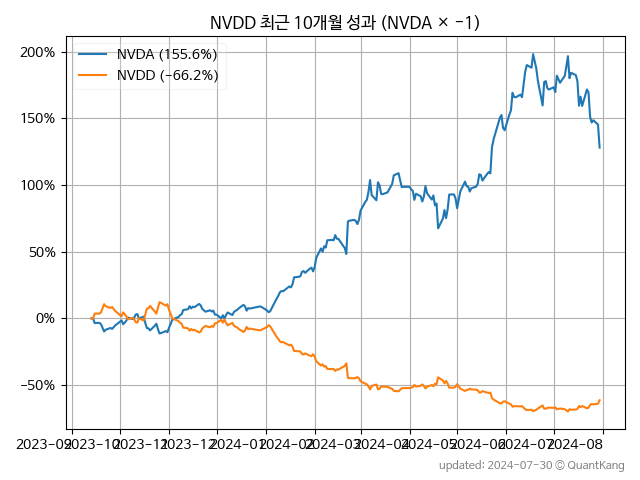 NVDD 최근 10개월 성과 (NVDA × −1)
NVDA (155.6%)
NVDD (−66.2%)
200%
150%
100%
50%
0%
−50%
2023-09 2023-10 2023-11 2023-12 2024-01 2024-02 2024-03 2024-04 2024-05 2024-06 2024-07 2024-08
updated: 2024-07-30 © QuantKang